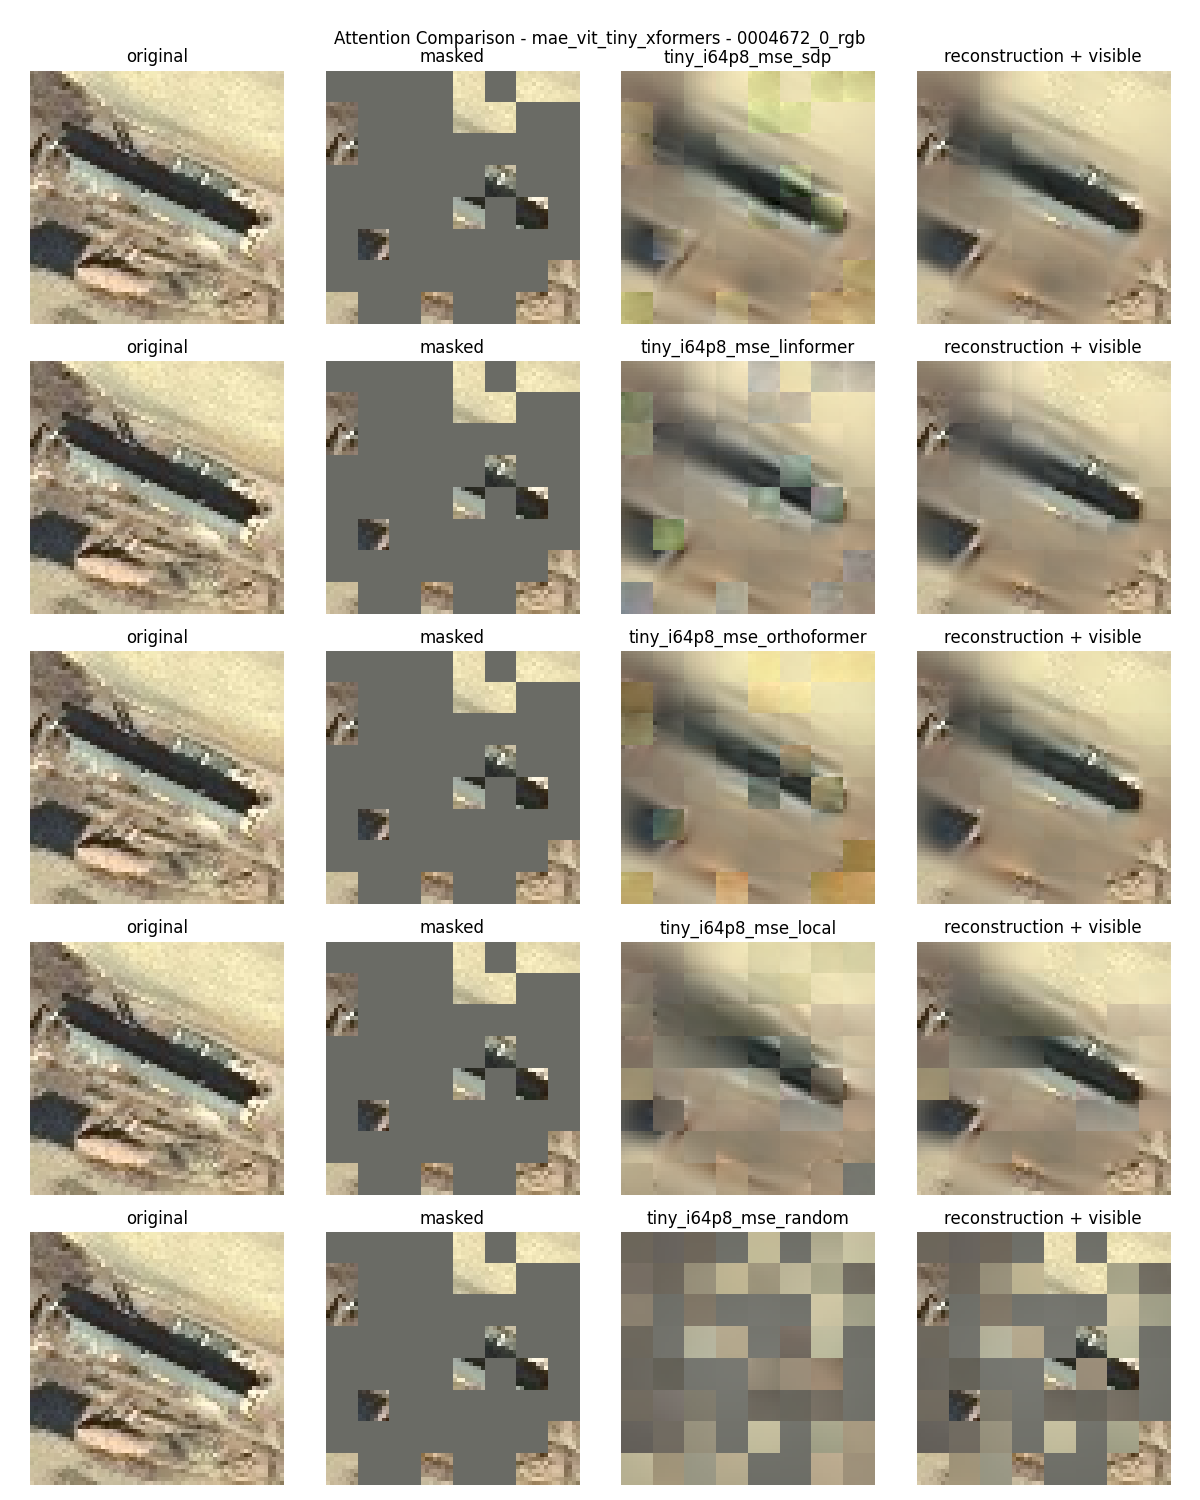 Attention Comparison - mae_vit_tiny_xformers - 0004672_0_rgb
original masked tiny_i64p8_mse_sdp reconstruction + visible
original masked tiny_i64p8_mse_linformer reconstruction + visible
original masked tiny_i64p8_mse_orthoformer reconstruction + visible
original masked tiny_i64p8_mse_local reconstruction + visible
original masked tiny_i64p8_mse_random reconstruction + visible